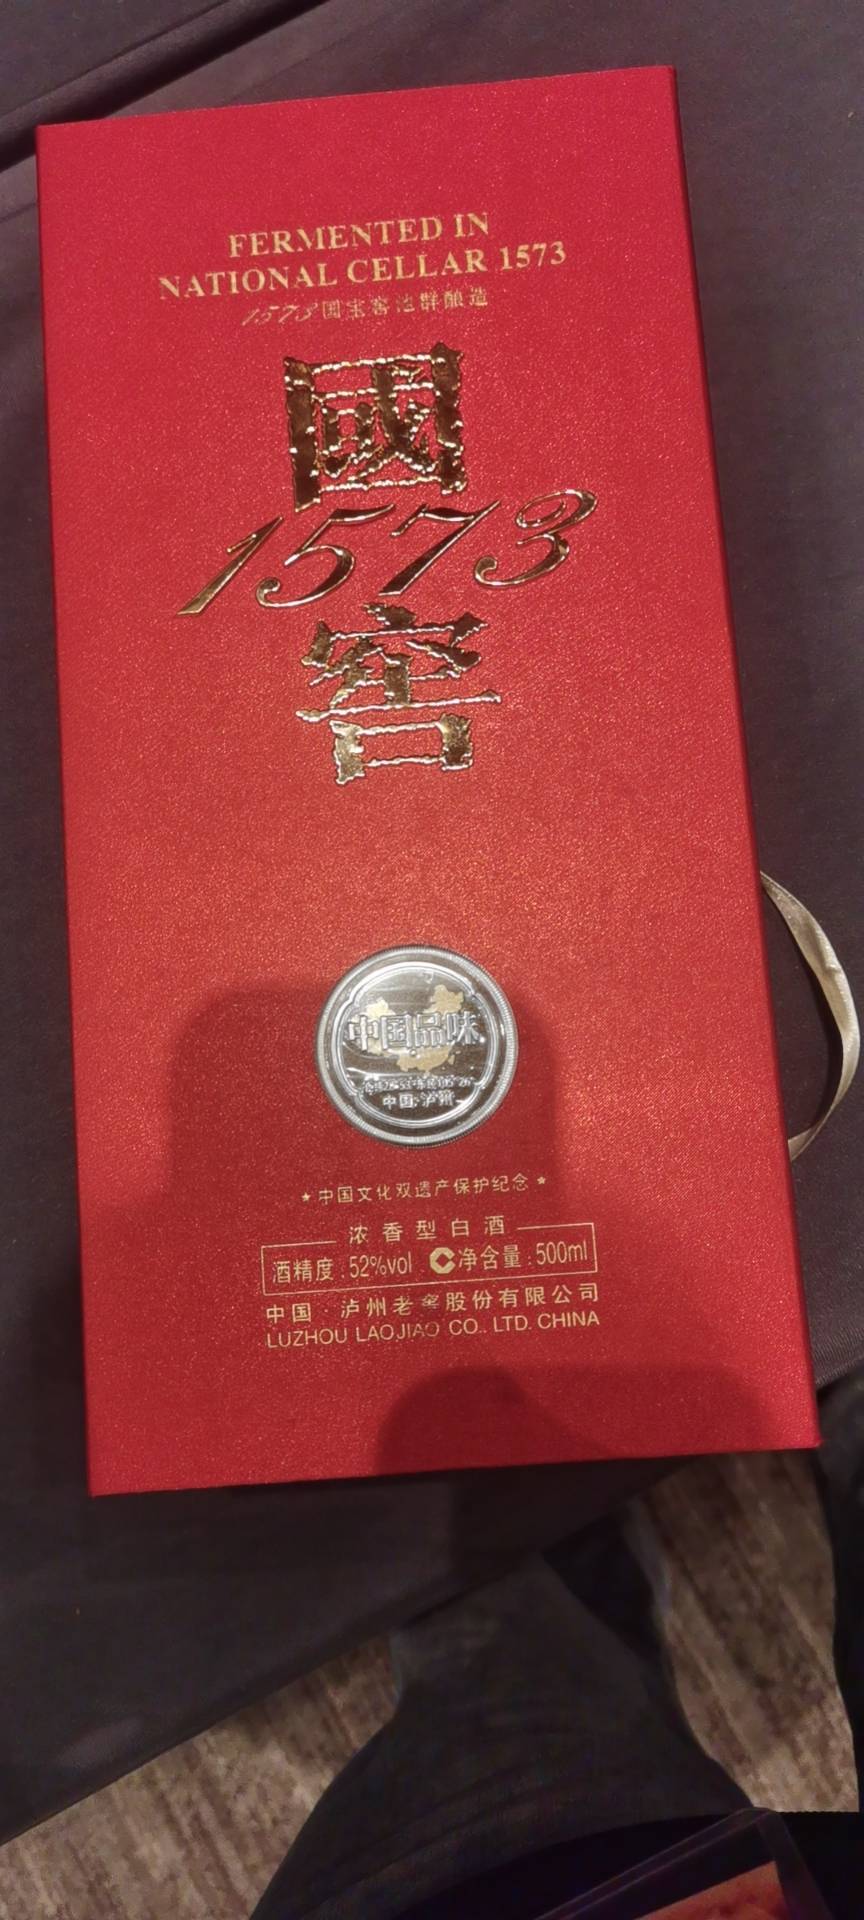 FERMENTED IN
NATIONAL CELLAR 1573
1573国宝窖池群酿造
國
1573
窖
中国品味
中国·泸州
★中国文化双遗产保护纪念★
浓香型白酒
酒精度:52%vol 净含量:500ml
中国·泸州老窖股份有限公司
LUZHOU LAOJIAO CO., LTD. CHINA